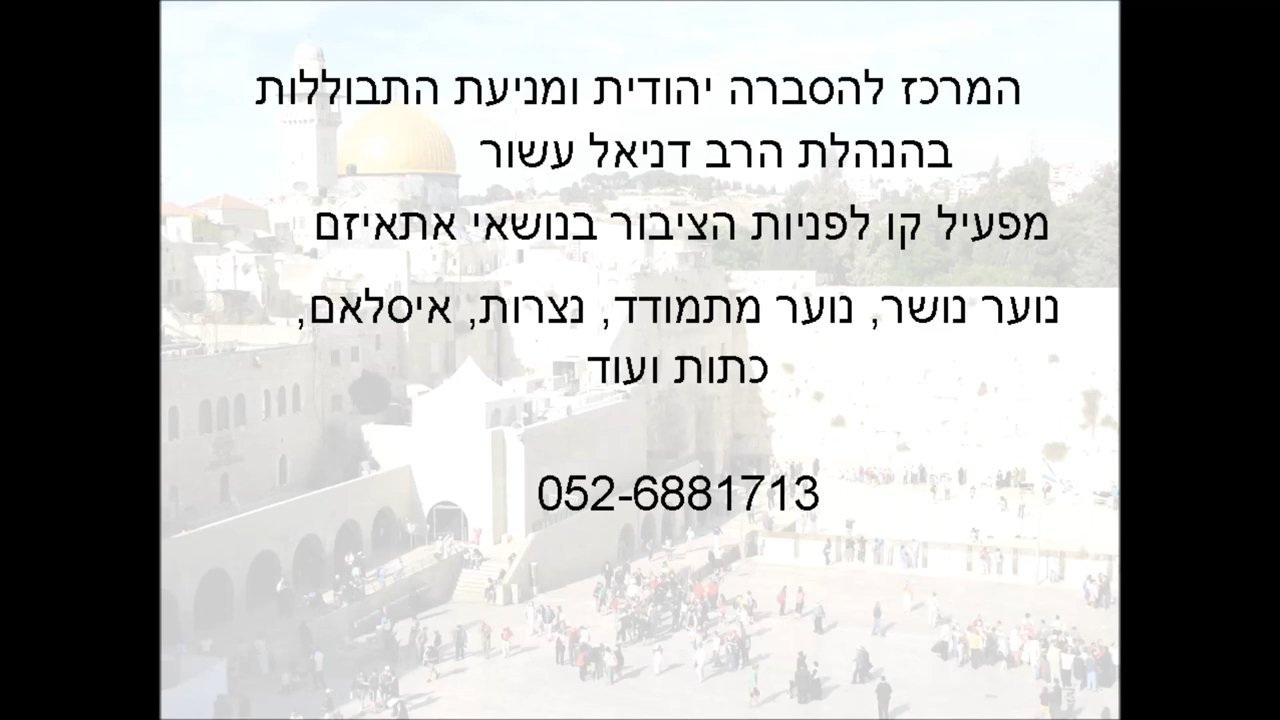 המרכז להסברה יהודית ומניעת התבוללות
בהנהלת הרב דניאל עשור
מפעיל קו לפניות הציבור בנושאי אתאיזם
נוער נושר, נוער מתמודד, נצרות, איסלאם,
כתות ועוד
052-6881713